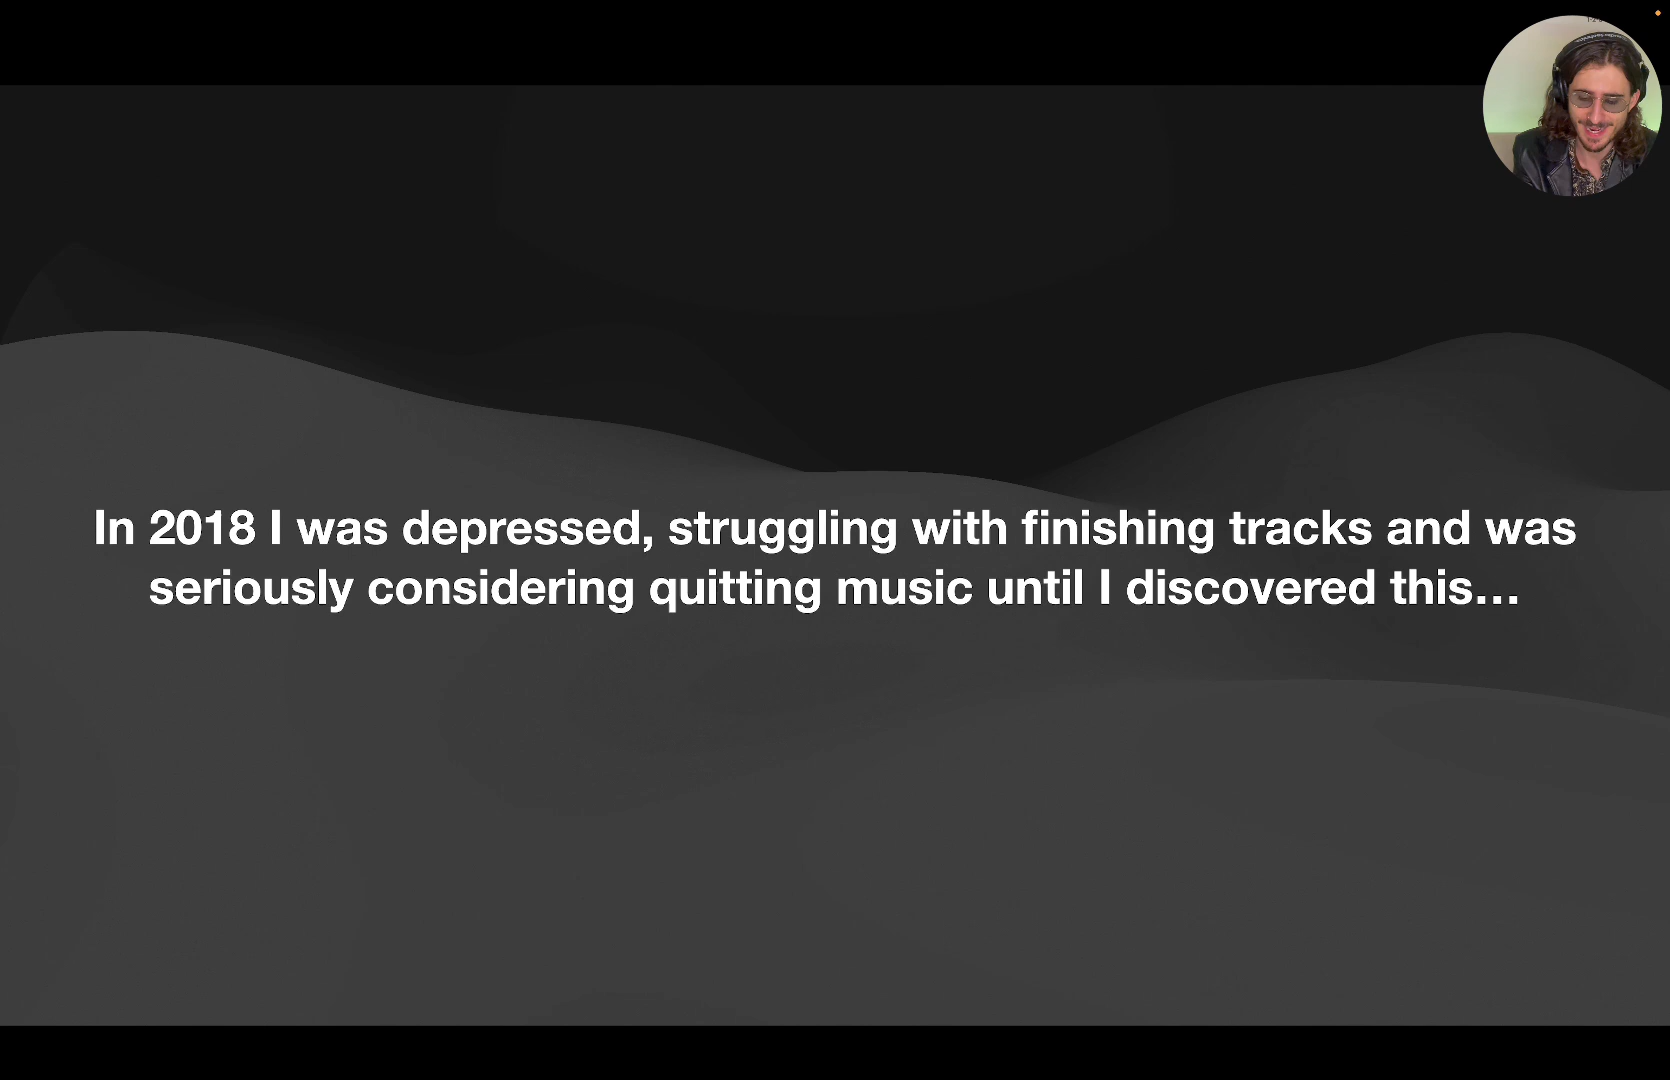 In 2018 I was depressed, struggling with finishing tracks and was
seriously considering quitting music until I discovered this...